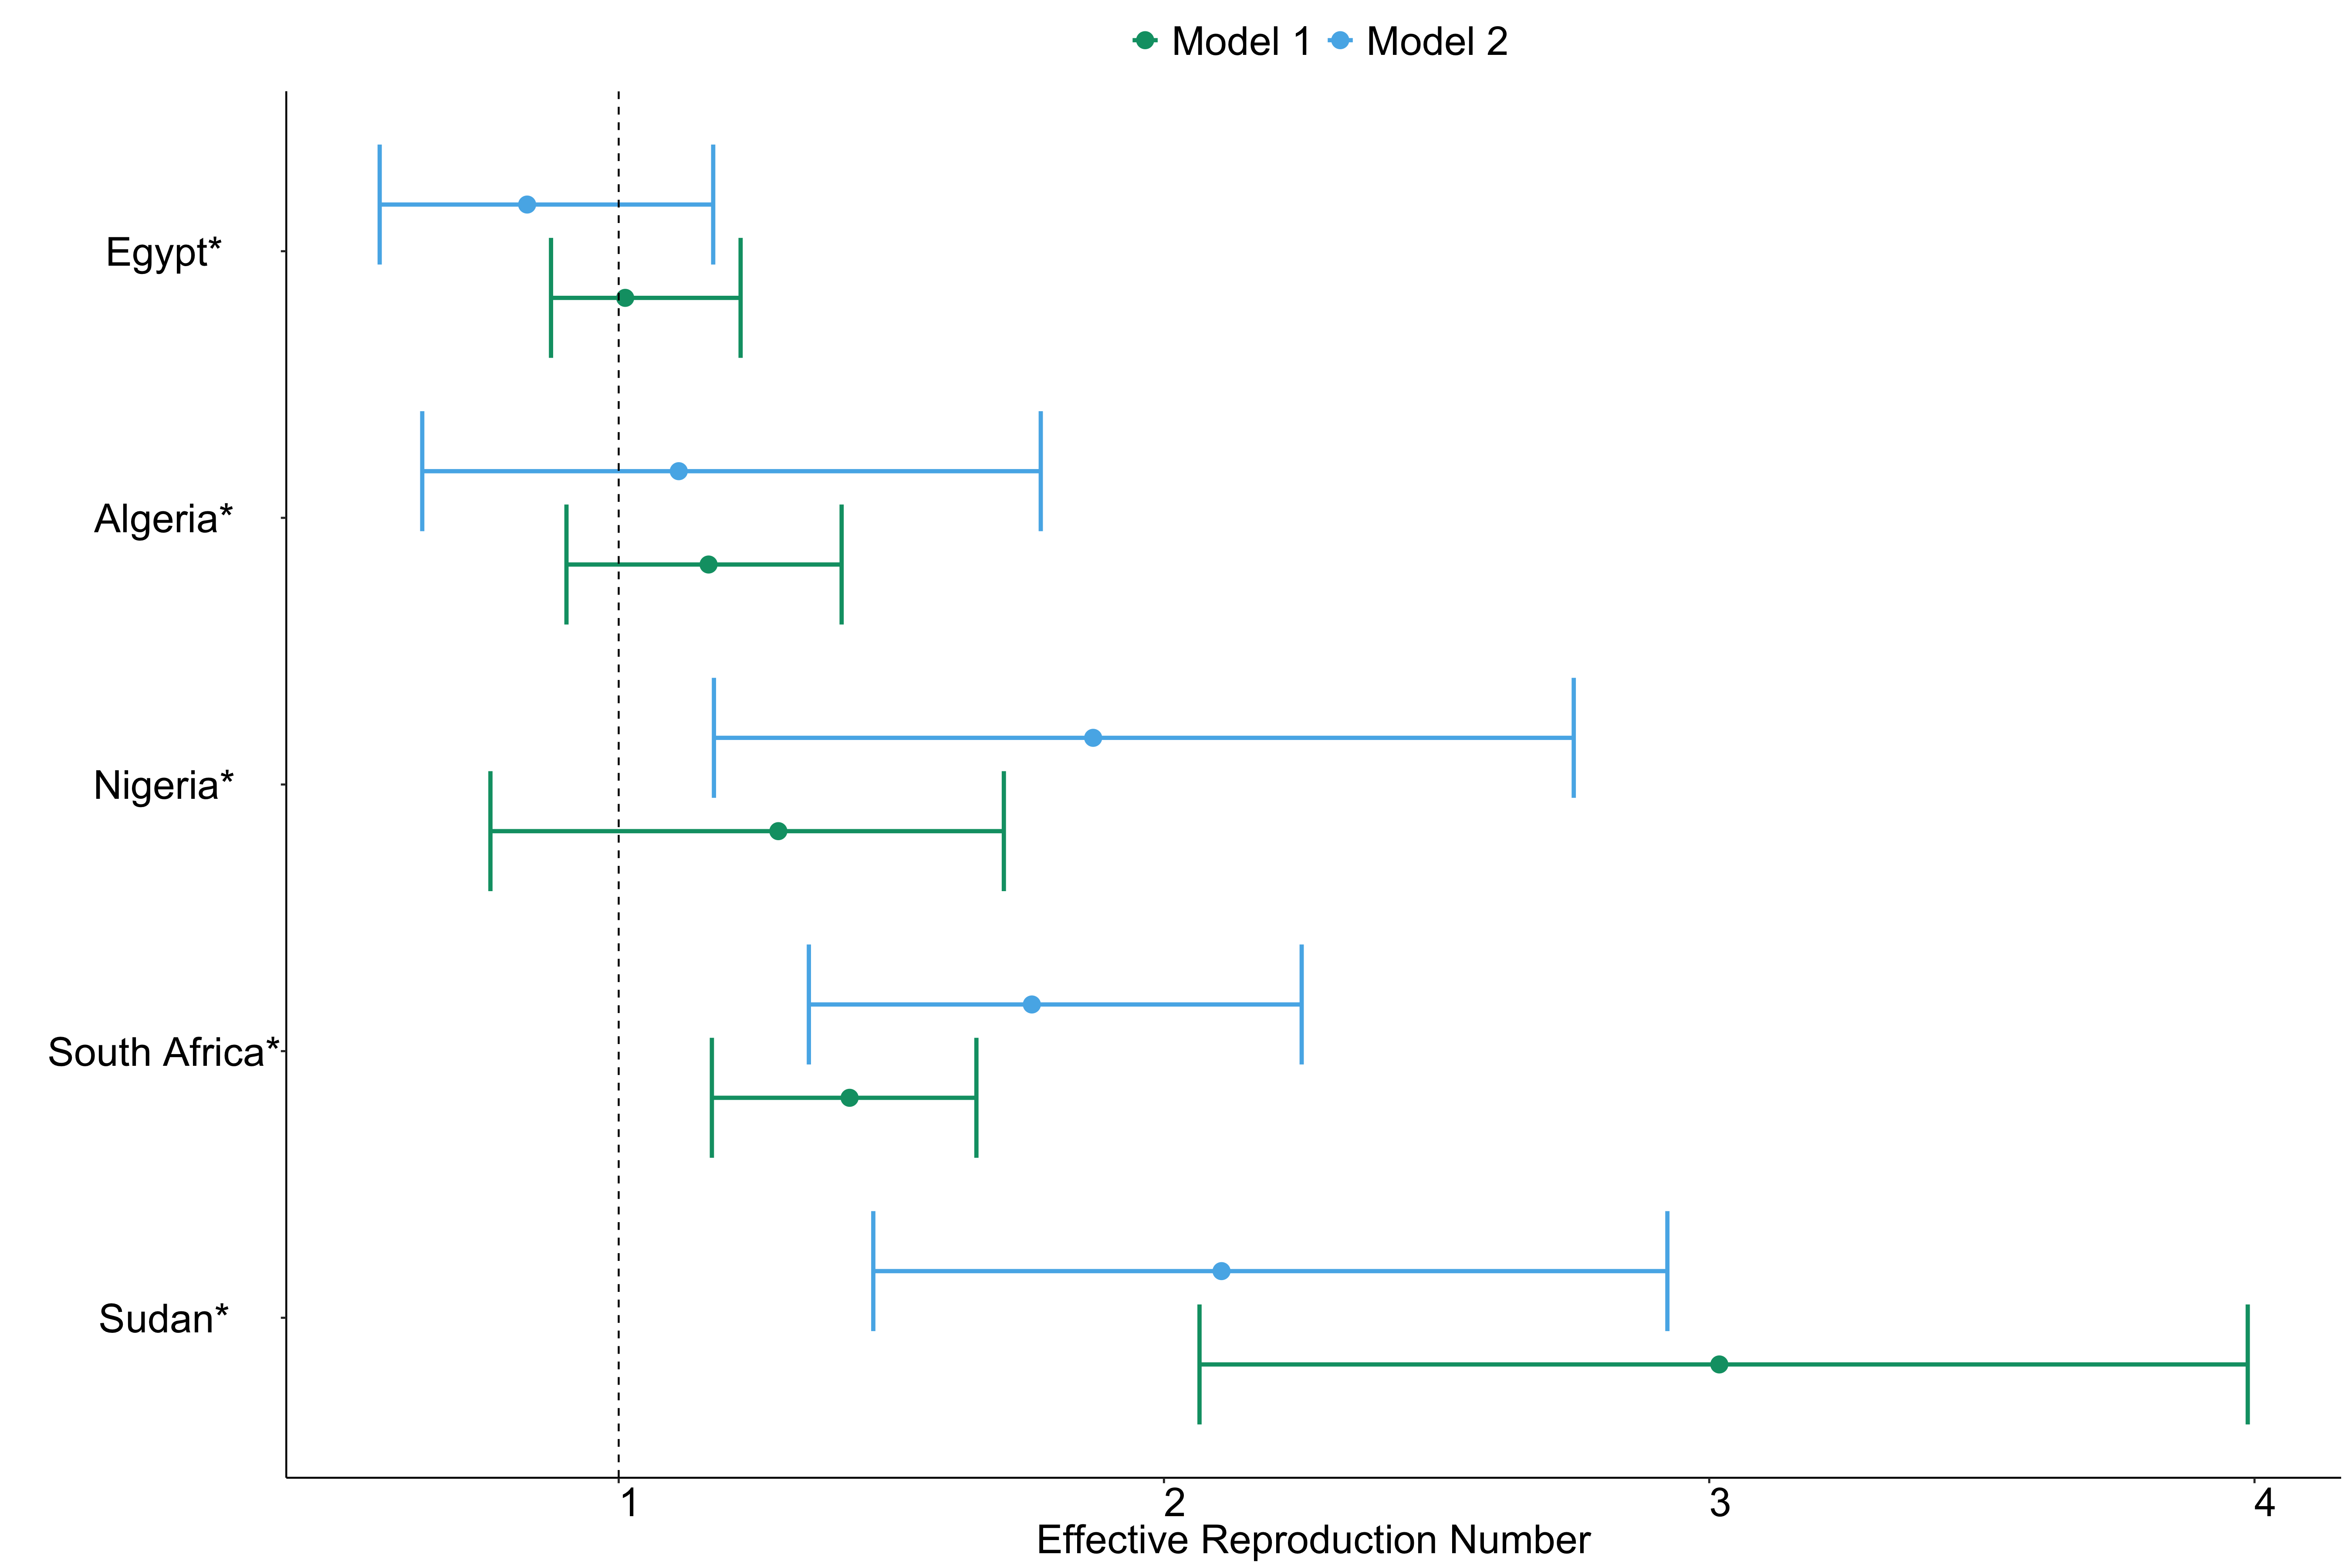 Model 1 Model 2
Egypt*
Algeria*
Nigeria*
South Africa*
Sudan*
1 2 3 4
Effective Reproduction Number